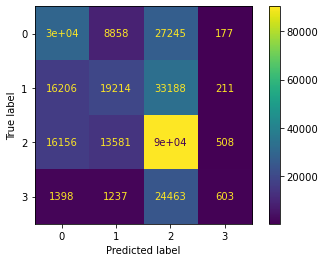 0 3e+04 8858 27245 177
1 16206 19214 33188 211
2 16156 13581 9e+04 508
3 1398 1237 24463 603
0 1 2 3
Predicted label
True label
80000
60000
40000
20000